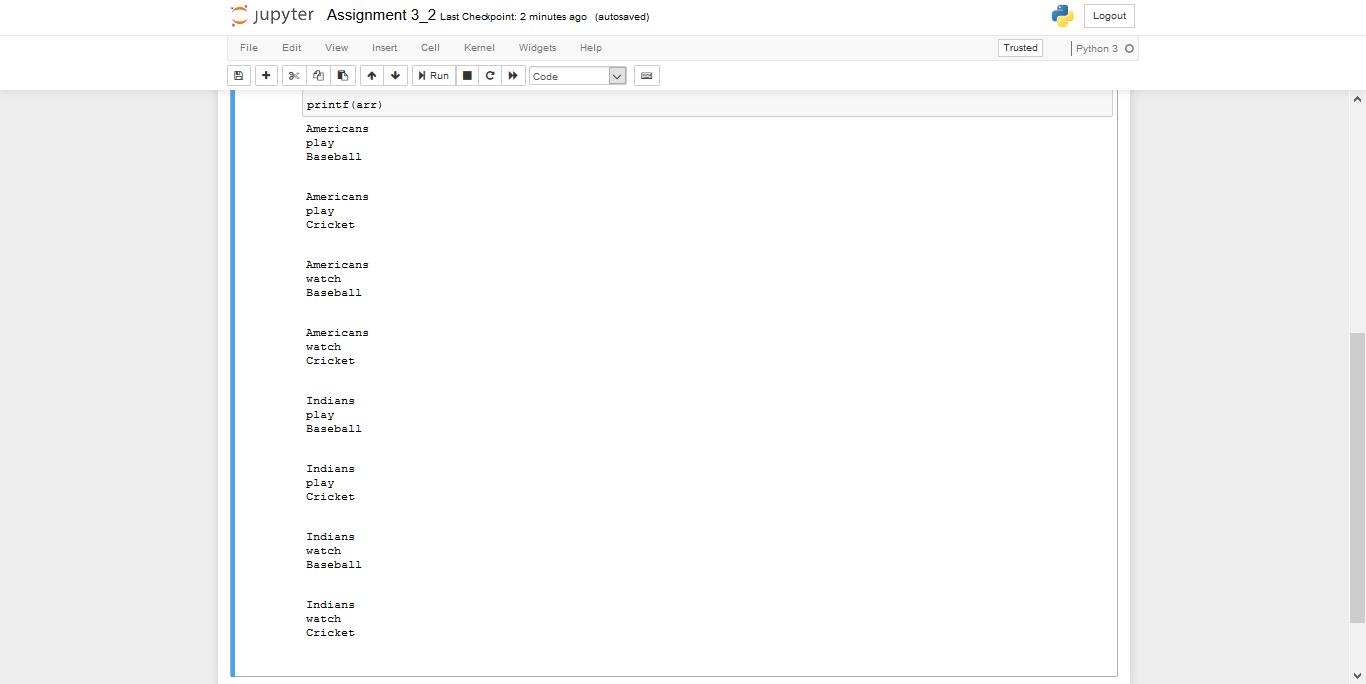 jupyter Assignment 3_2 Last Checkpoint: 2 minutes ago (autosaved) Logout
File Edit View Insert Cell Kernel Widgets Help Trusted Python 3
Run Code
printf(arr)
Americans
play
Baseball
Americans
play
Cricket
Americans
watch
Baseball
Americans
watch
Cricket
Indians
play
Baseball
Indians
play
Cricket
Indians
watch
Baseball
Indians
watch
Cricket